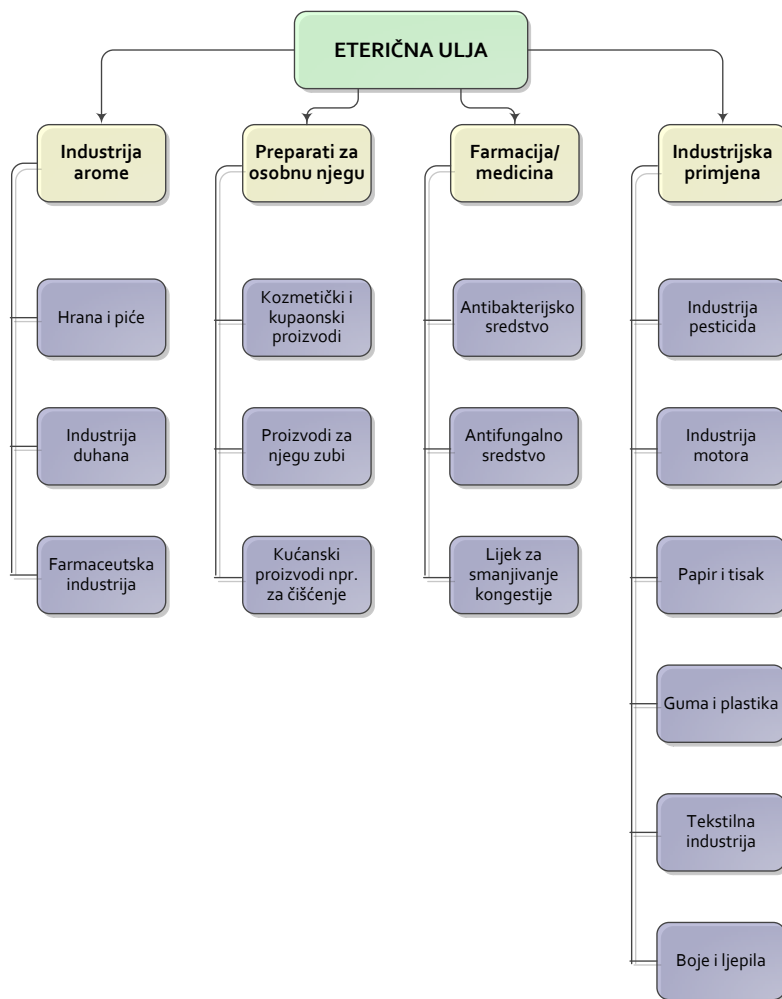 ETERIČNA ULJA
Industrija
arome
Hrana i piće
Industrija
duhana
Farmaceutska
industrija
Preparati za
osobnu njegu
Kozmetički i
kupaonski
proizvodi
Proizvodi za
njegu zubi
Kućanski
proizvodi npr.
za čišćenje
Farmacija/
medicina
Antibakterijsko
sredstvo
Antifungalno
sredstvo
Lijek za
smanjivanje
kongestije
Industrijska
primjena
Industrija
pesticida
Industrija
motora
Papir i tisak
Guma i plastika
Tekstilna
industrija
Boje i ljepila